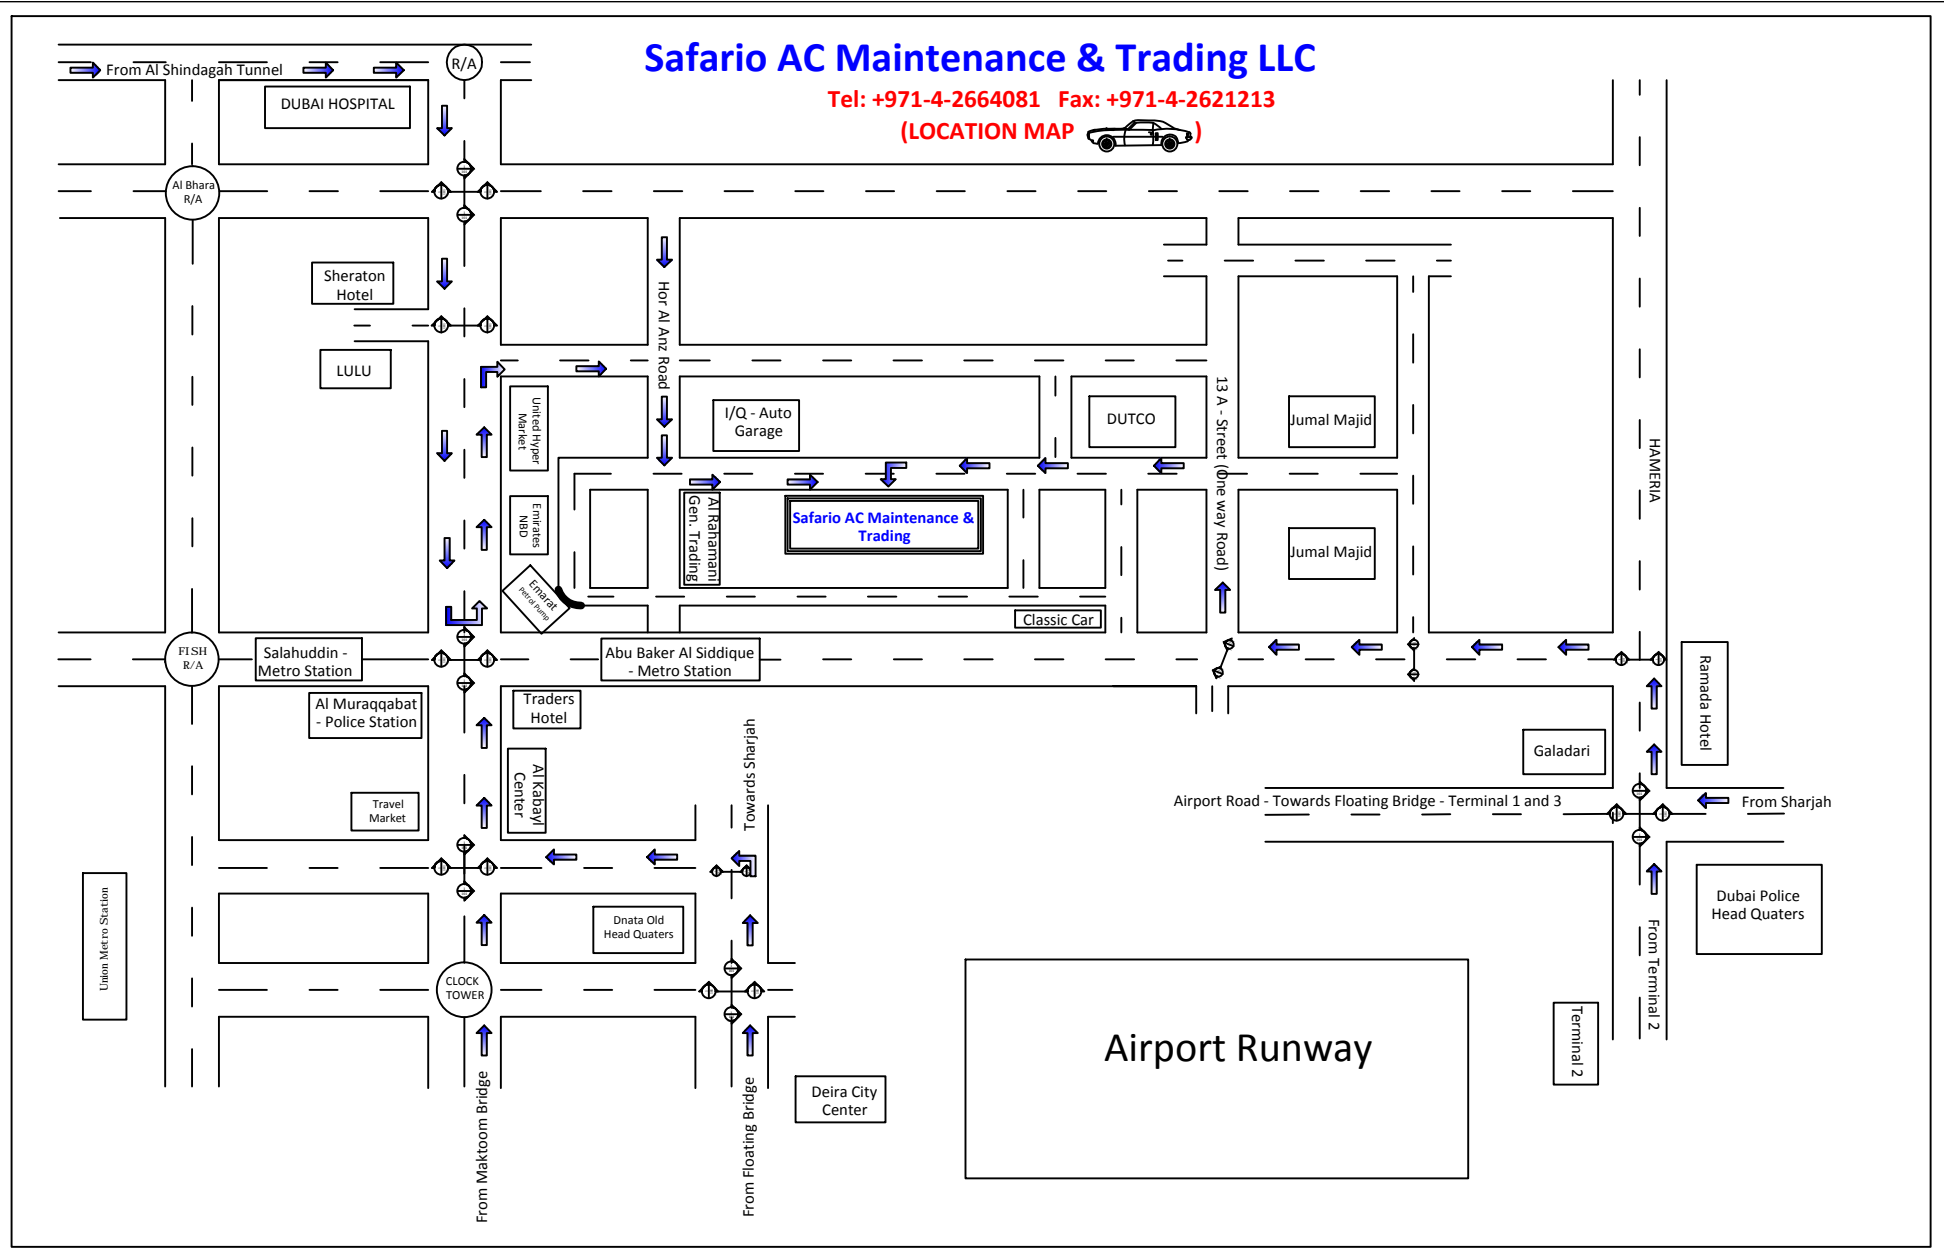 Safario AC Maintenance & Trading LLC
Tel: +971-4-2664081   Fax: +971-4-2621213
(LOCATION MAP )
From Al Shindagah Tunnel
R/A
DUBAI HOSPITAL
Al Bhara
R/A
Sheraton
Hotel
LULU
Hor Al Anz Road
United Hyper
Market
I/Q - Auto
Garage
DUTCO
13 A - Street (One way Road)
Jumal Majid
HAMERIA
Emirates
NBD
Al Rahamani
Gen. Trading
Safario AC Maintenance &
Trading
Jumal Majid
Emarat
Petrol Pump
Classic Car
FISH
R/A
Salahuddin -
Metro Station
Abu Baker Al Siddique
- Metro Station
Al Muraqqabat
- Police Station
Traders
Hotel
Ramada Hotel
Towards Sharjah
Galadari
Al Kabayl
Center
Travel
Market
Airport Road - Towards Floating Bridge - Terminal 1 and 3
From Sharjah
Union Metro Station
Dnata Old
Head Quaters
Dubai Police
Head Quaters
From Terminal 2
CLOCK
TOWER
Airport Runway
Terminal 2
Deira City
Center
From Maktoom Bridge
From Floating Bridge